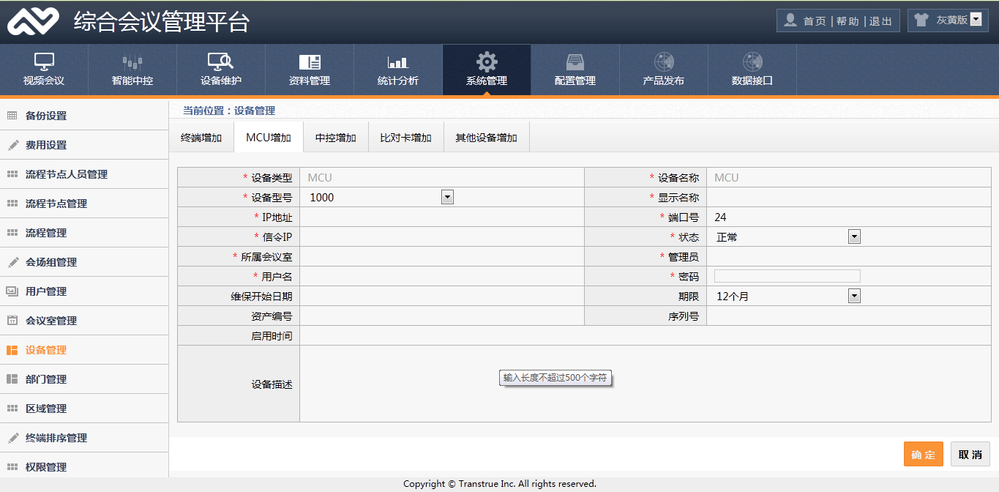 综合会议管理平台
首页 | 帮助 | 退出
灰黄版
视频会议
智能中控
设备维护
资料管理
统计分析
系统管理
配置管理
产品发布
数据接口
备份设置
费用设置
流程节点人员管理
流程节点管理
流程管理
会场组管理
用户管理
17
会议室管理
设备管理
部门管理
区域管理
终端排序管理
权限管理
当前位置：设备管理
终端增加
MCU增加
中控增加
比对卡增加
其他设备增加
* 设备类型 MCU * 设备名称 MCU
* 设备型号 1000 * 显示名称
* IP地址 * 端口号 24
* 信令IP * 状态 正常
* 所属会议室 * 管理员
* 用户名 * 密码
维保开始日期 期限 12个月
资产编号 序列号
启用时间
设备描述
输入长度不超过500个字符
确 定
取 消
Copyright © Transtrue Inc. All rights reserved.